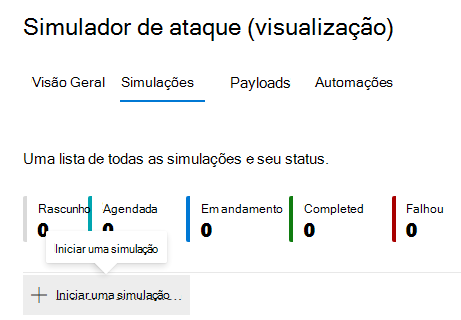 Simulador de ataque (visualização)
Visão Geral Simulações Payloads Automações
Uma lista de todas as simulações e seu status.
Rascunho Agendada Em andamento Completed Falhou
0 0 0 0 0
Iniciar uma simulação
Iniciar uma simulação